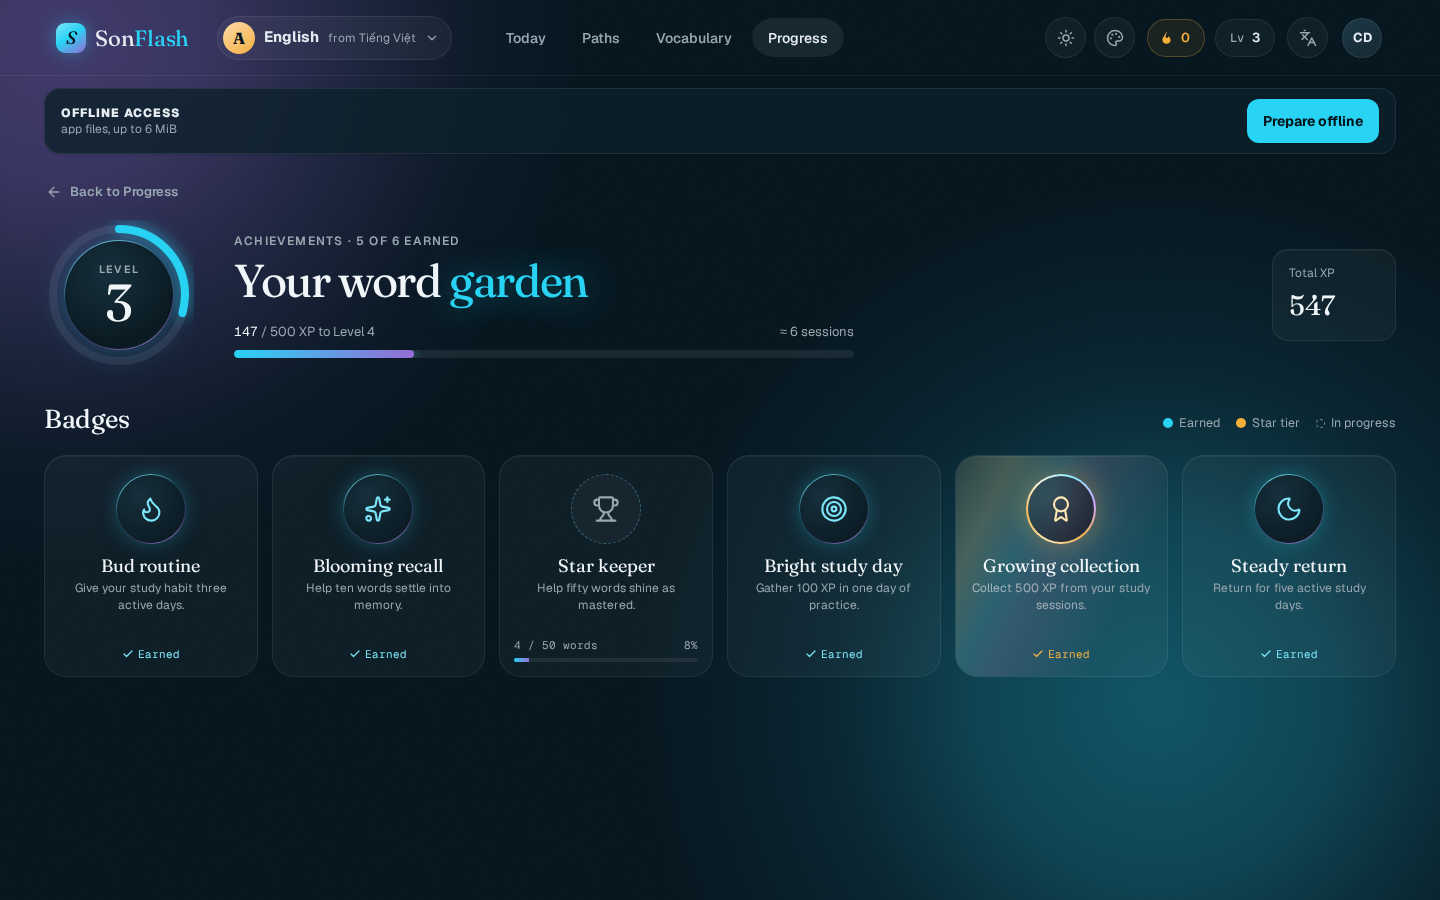 S SonFlash
A English from Tiếng Việt
Today
Paths
Vocabulary
Progress
0
Lv 3
CD
OFFLINE ACCESS
app files, up to 6 MiB
Prepare offline
Back to Progress
LEVEL
3
ACHIEVEMENTS · 5 OF 6 EARNED
Your word garden
147 / 500 XP to Level 4
≈ 6 sessions
Total XP
547
Badges
Earned
Star tier
In progress
Bud routine
Give your study habit three
active days.
Earned
Blooming recall
Help ten words settle into
memory.
Earned
Star keeper
Help fifty words shine as
mastered.
4 / 50 words 8%
Bright study day
Gather 100 XP in one day of
practice.
Earned
Growing collection
Collect 500 XP from your study
sessions.
Earned
Steady return
Return for five active study
days.
Earned